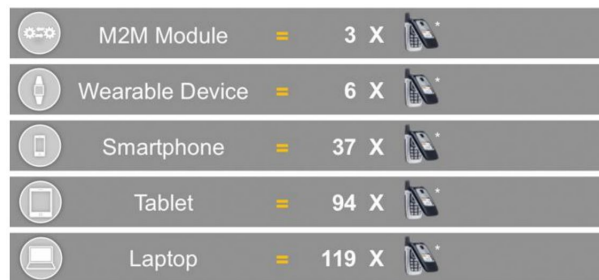 M2M Module = 3 X *
Wearable Device = 6 X *
Smartphone = 37 X *
Tablet = 94 X *
Laptop = 119 X *